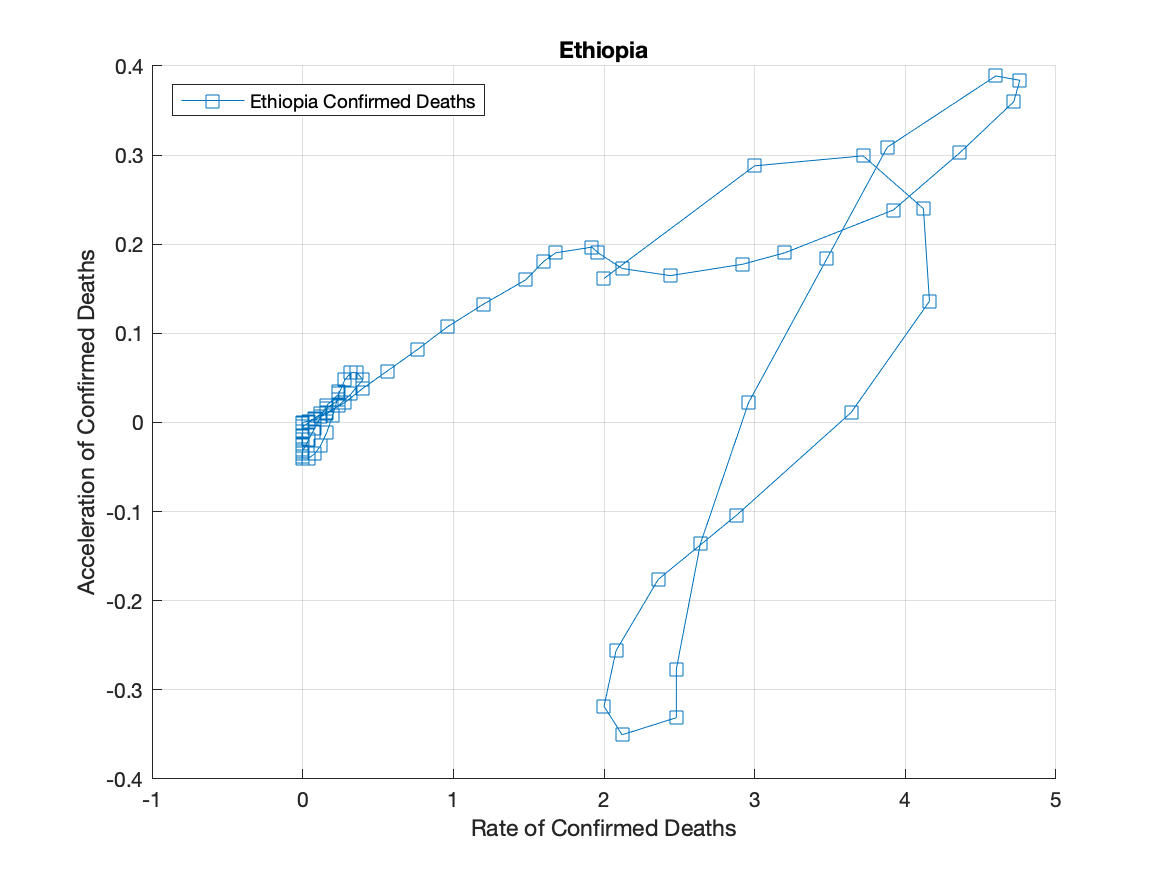 Ethiopia
Ethiopia Confirmed Deaths
0.4
0.3
0.2
0.1
0
-0.1
-0.2
-0.3
-0.4
Acceleration of Confirmed Deaths
-1 0 1 2 3 4 5
Rate of Confirmed Deaths